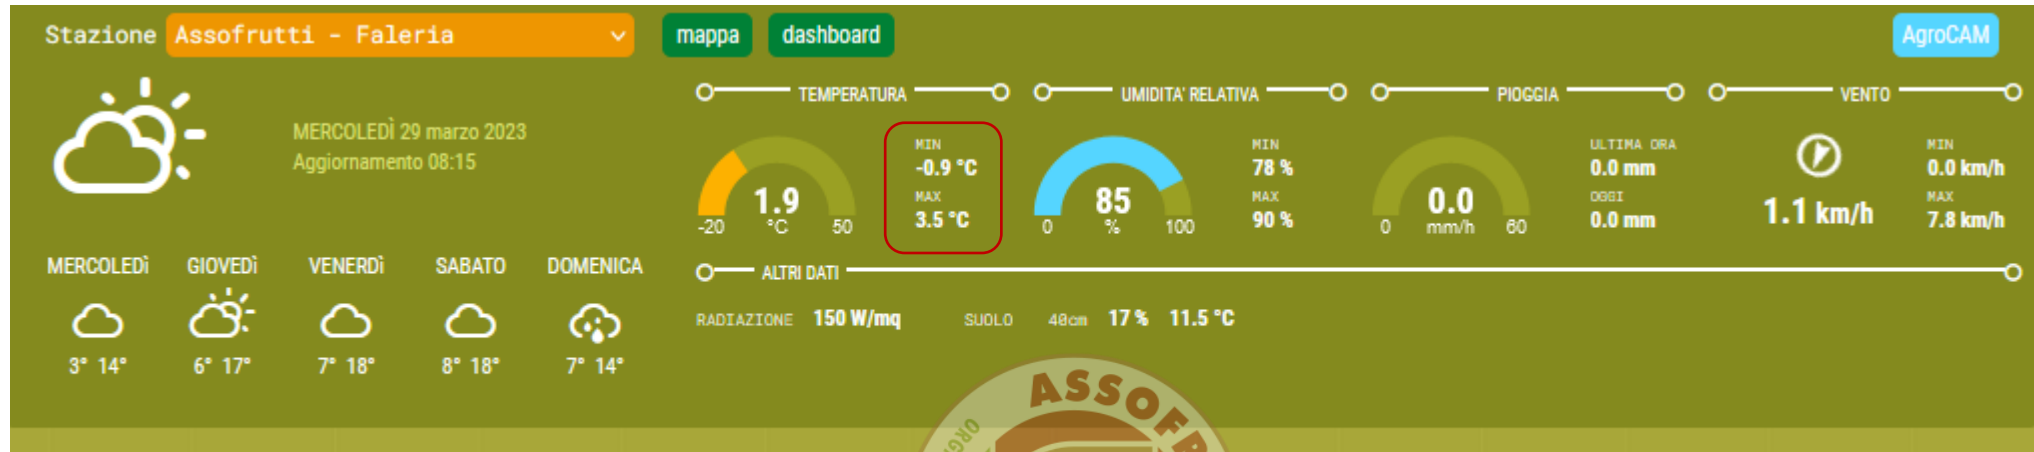 Stazione Assofrutti - Faleria mappa dashboard AgroCAM
MERCOLEDÌ 29 marzo 2023
Aggiornamento 08:15
TEMPERATURA
1.9
°C
-20 50
MIN
-0.9 °C
MAX
3.5 °C
UMIDITA' RELATIVA
85
%
0 100
MIN
78 %
MAX
90 %
PIOGGIA
0.0
mm/h
0 60
ULTIMA ORA
0.0 mm
OGGI
0.0 mm
VENTO
1.1 km/h
MIN
0.0 km/h
MAX
7.8 km/h
MERCOLEDì GIOVEDì VENERDì SABATO DOMENICA
3° 14° 6° 17° 7° 18° 8° 18° 7° 14°
ALTRI DATI
RADIAZIONE 150 W/mq SUOLO 40cm 17 % 11.5 °C
ASSOF
ORG